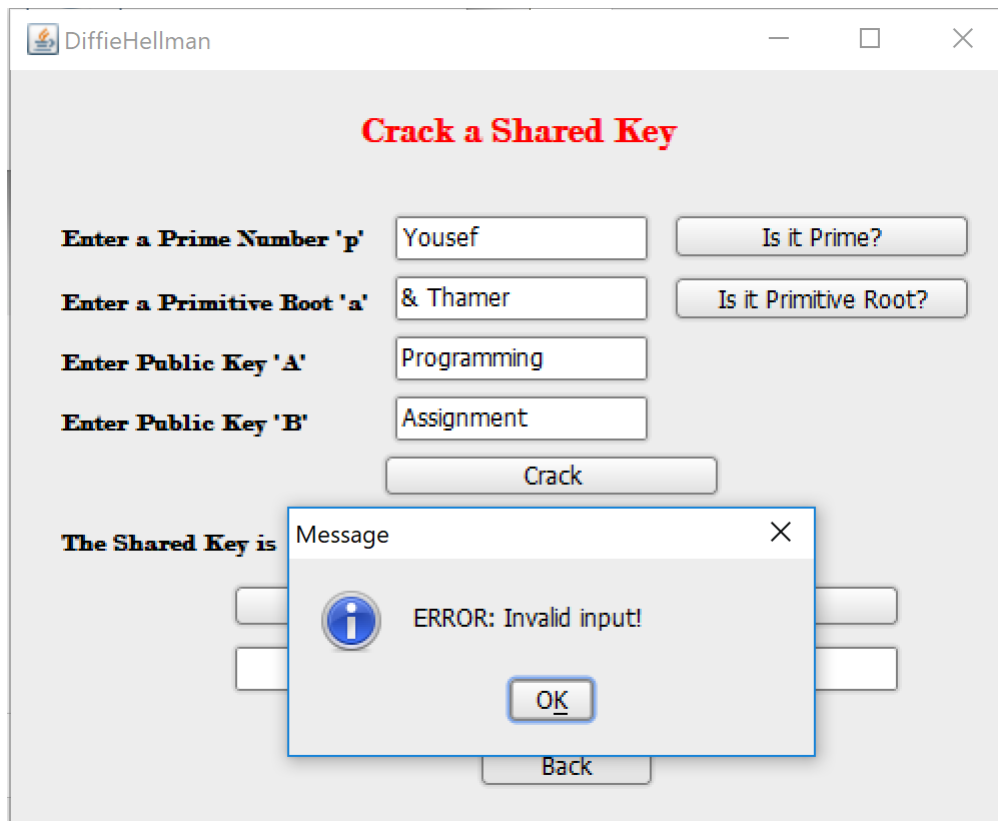 DiffieHellman
Crack a Shared Key
Enter a Prime Number 'p' Yousef Is it Prime?
Enter a Primitive Root 'a' & Thamer Is it Primitive Root?
Enter Public Key 'A' Programming
Enter Public Key 'B' Assignment
Crack
The Shared Key is
Message
ERROR: Invalid input!
OK
Back